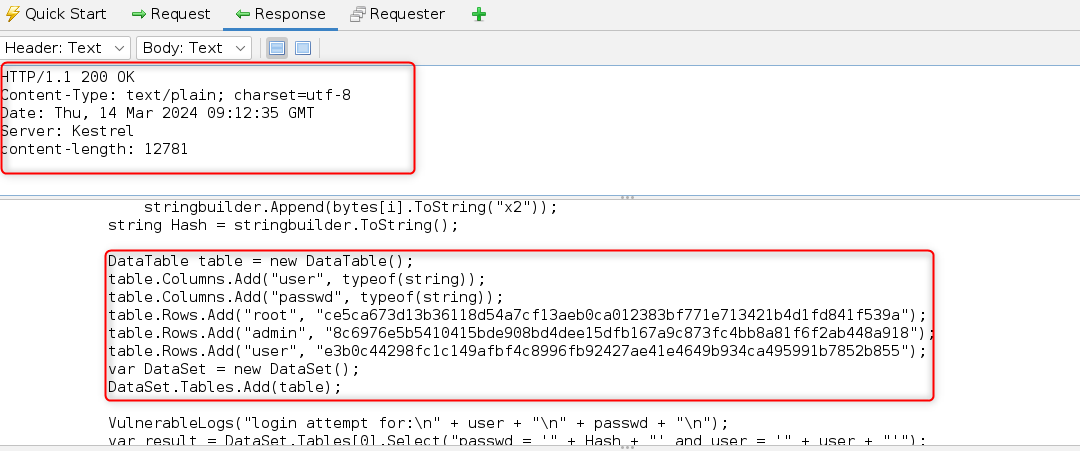 Quick Start Request Response Requester
Header: Text Body: Text
HTTP/1.1 200 OK
Content-Type: text/plain; charset=utf-8
Date: Thu, 14 Mar 2024 09:12:35 GMT
Server: Kestrel
content-length: 12781
stringbuilder.Append(bytes[i].ToString("x2"));
string Hash = stringbuilder.ToString();
DataTable table = new DataTable();
table.Columns.Add("user", typeof(string));
table.Columns.Add("passwd", typeof(string));
table.Rows.Add("root", "ce5ca673d13b36118d54a7cf13aeb0ca012383bf771e713421b4d1fd841f539a");
table.Rows.Add("admin", "8c6976e5b5410415bde908bd4dee15dfb167a9c873fc4bb8a81f6f2ab448a918");
table.Rows.Add("user", "e3b0c44298fc1c149afbf4c8996fb92427ae41e4649b934ca495991b7852b855");
var DataSet = new DataSet();
DataSet.Tables.Add(table);
VulnerableLogs("login attempt for:\n" + user + "\n" + passwd + "\n");
var result = DataSet.Tables[0].Select("passwd = '" + Hash + "' and user = '" + user + "'");